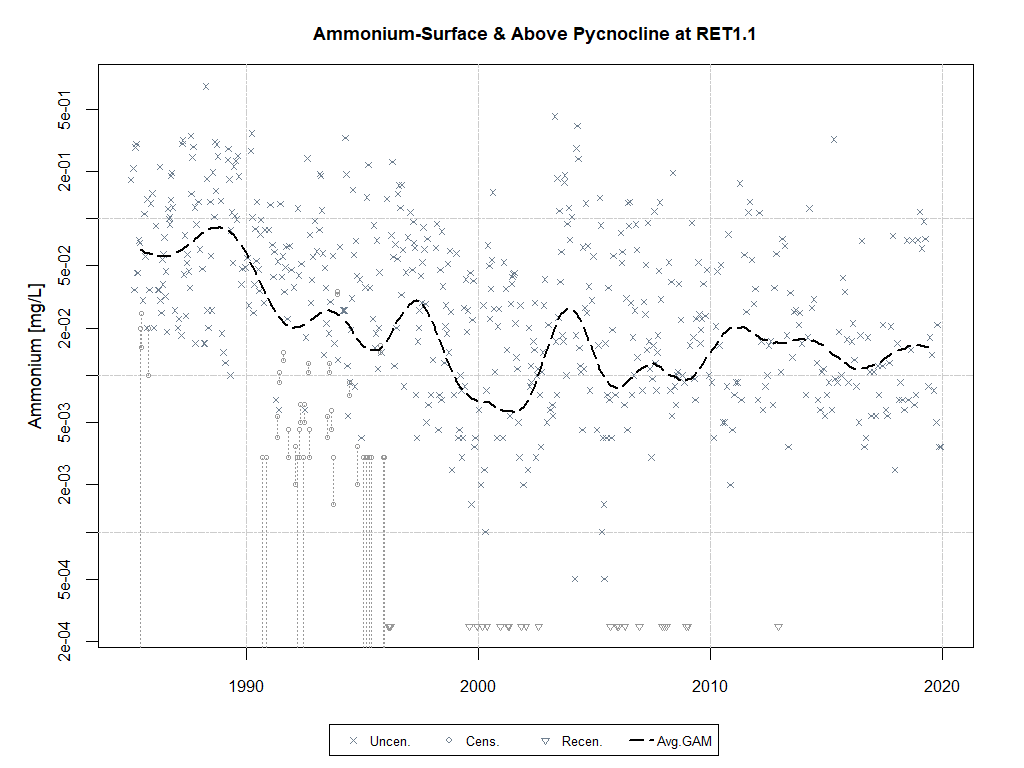 Ammonium-Surface & Above Pycnocline at RET1.1
Ammonium [mg/L]
5e-01
2e-01
5e-02
2e-02
5e-03
2e-03
5e-04
2e-04
1990 2000 2010 2020
Uncen. Cens. Recen. Avg.GAM